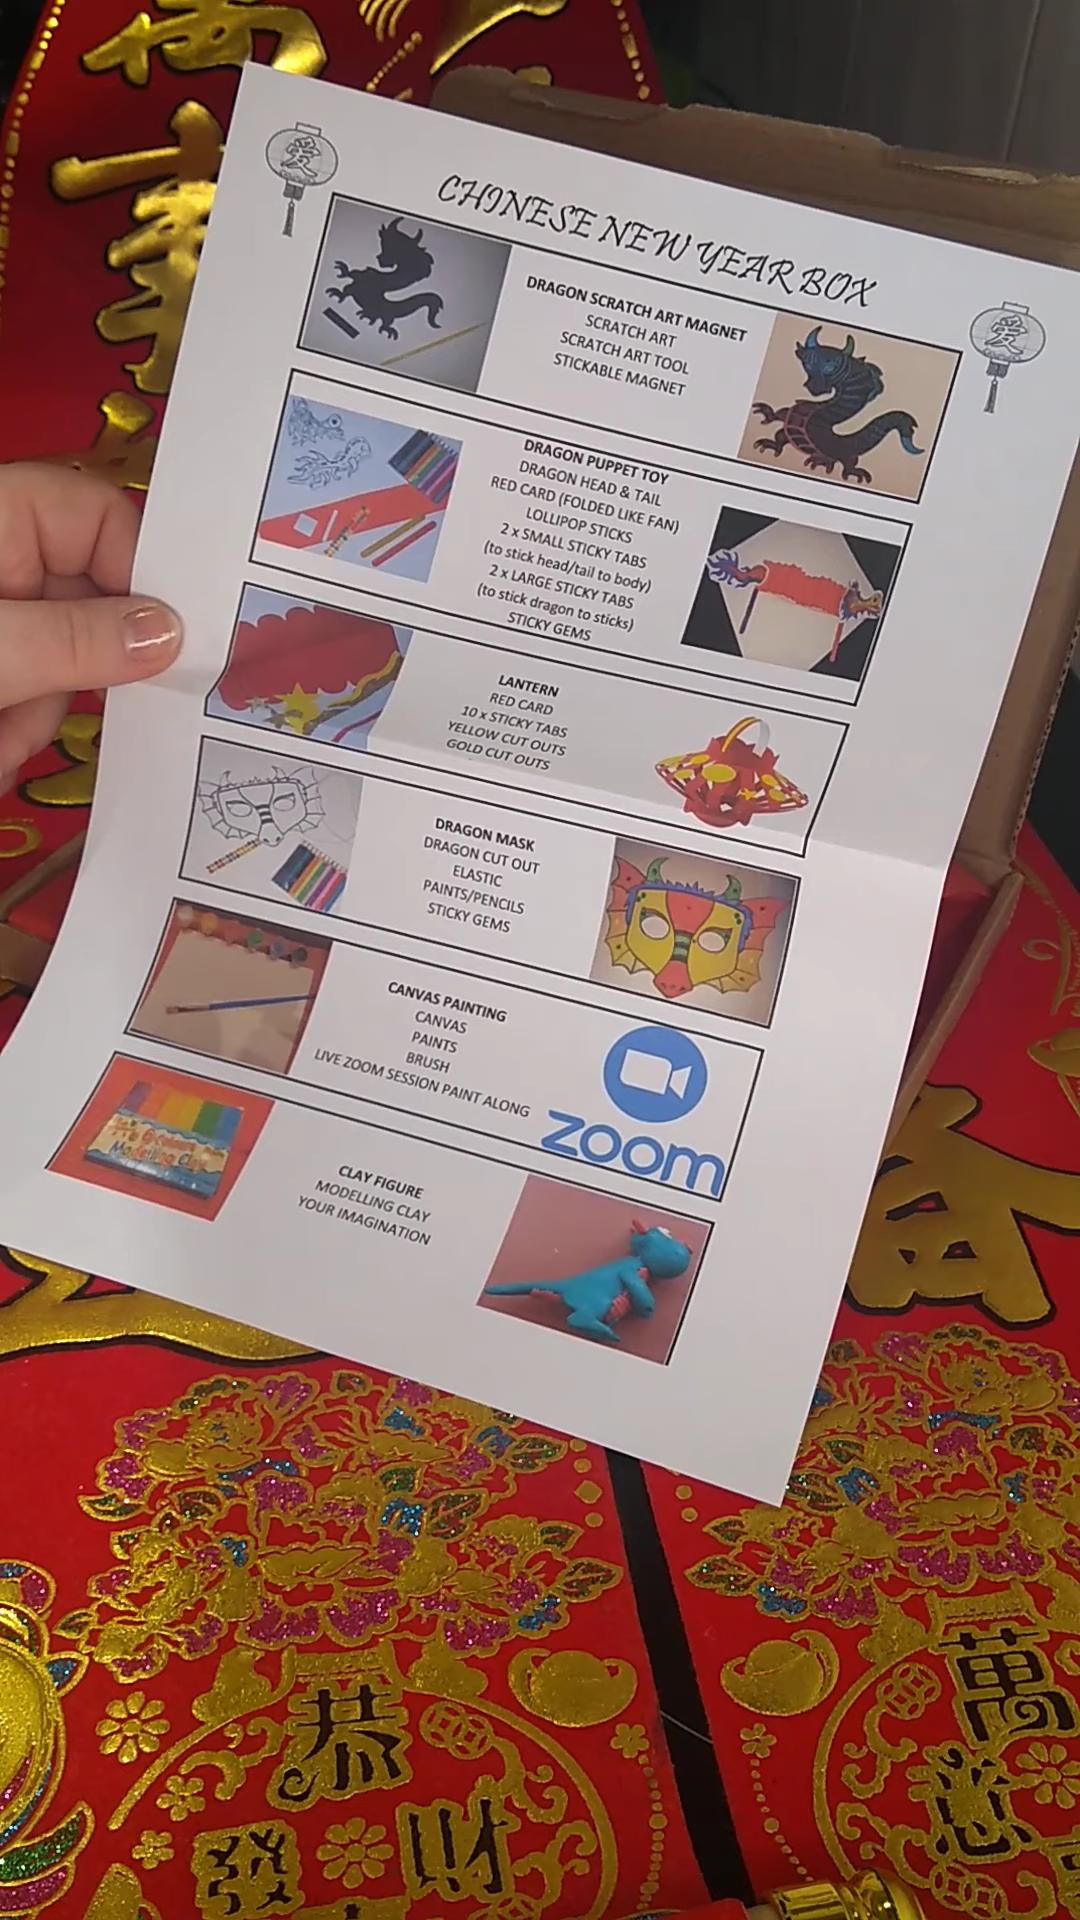 愛
CHINESE NEW YEAR BOX
愛
DRAGON SCRATCH ART MAGNET
SCRATCH ART
SCRATCH ART TOOL
STICKABLE MAGNET
DRAGON PUPPET TOY
DRAGON HEAD & TAIL
RED CARD (FOLDED LIKE FAN)
LOLLIPOP STICKS
2 x SMALL STICKY TABS
(to stick head/tail to body)
2 x LARGE STICKY TABS
(to stick dragon to sticks)
STICKY GEMS
LANTERN
RED CARD
10 x STICKY TABS
YELLOW CUT OUTS
GOLD CUT OUTS
DRAGON MASK
DRAGON CUT OUT
ELASTIC
PAINTS/PENCILS
STICKY GEMS
CANVAS PAINTING
CANVAS
PAINTS
BRUSH
LIVE ZOOM SESSION PAINT ALONG
zoom
CLAY FIGURE
MODELLING CLAY
YOUR IMAGINATION
Modelling Clay
恭
發財
萬